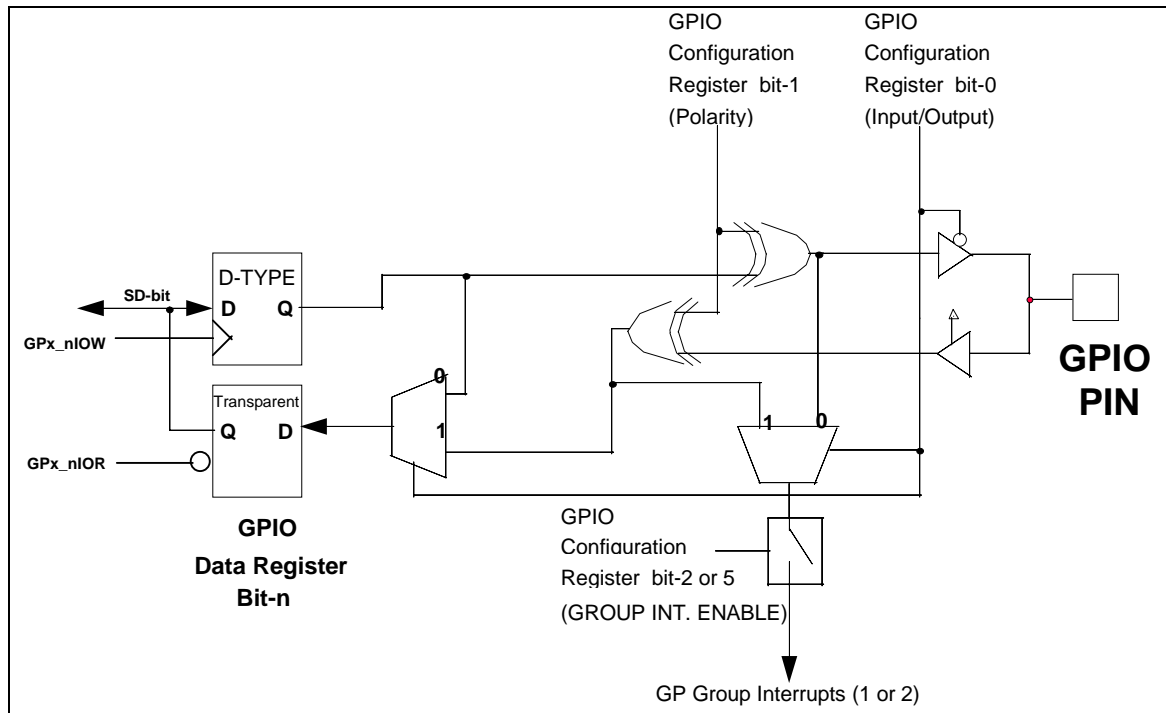 GPIO
Configuration
Register bit-1
(Polarity)
GPIO
Configuration
Register bit-0
(Input/Output)
D-TYPE
SD-bit
D Q
GPx_nIOW
Transparent
Q D
GPx_nIOR
0
1
1 0
GPIO
PIN
GPIO
Data Register
Bit-n
GPIO
Configuration
Register bit-2 or 5
(GROUP INT. ENABLE)
GP Group Interrupts (1 or 2)